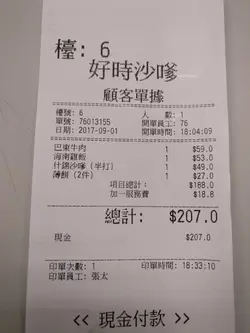 檯: 6
好時沙嗲
顧客單據
檯號: 6 人 數: 1
單號: 76013155 開單員工: 76
日期: 2017-09-01 開單時間: 18:04:09
巴東牛肉 1 $59.0
海南雞飯 1 $53.0
什錦沙嗲(半打) 1 $49.0
薄餅(2件) 1 $27.0
項目總計: $188.0
加一服務費 $18.8
總計: $207.0
現金 $207.0
印單次數: 1 印單時間: 18:33:10
印單員工: 張太
<< 現金付款 >>